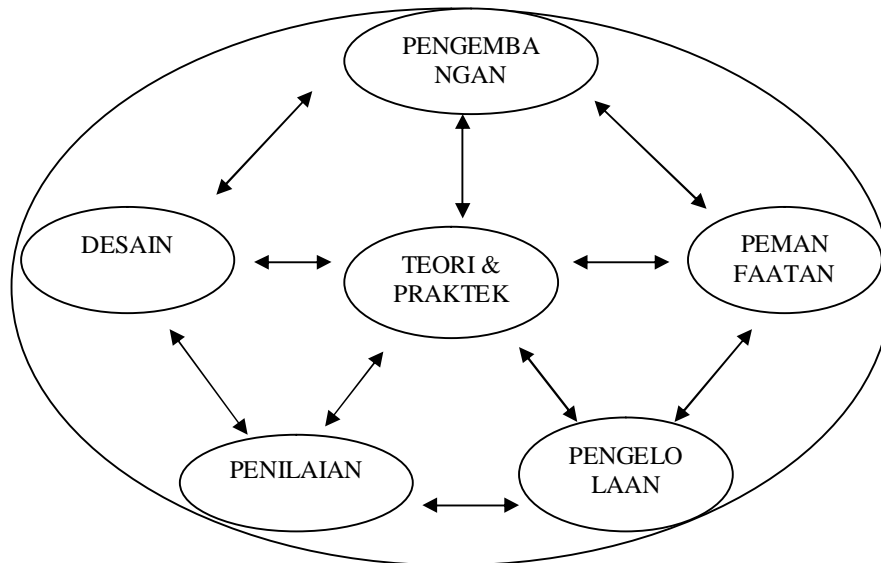 PENGEMBA
NGAN
DESAIN
TEORI &
PRAKTEK
PEMAN
FAATAN
PENILAIAN
PENGELO
LAAN